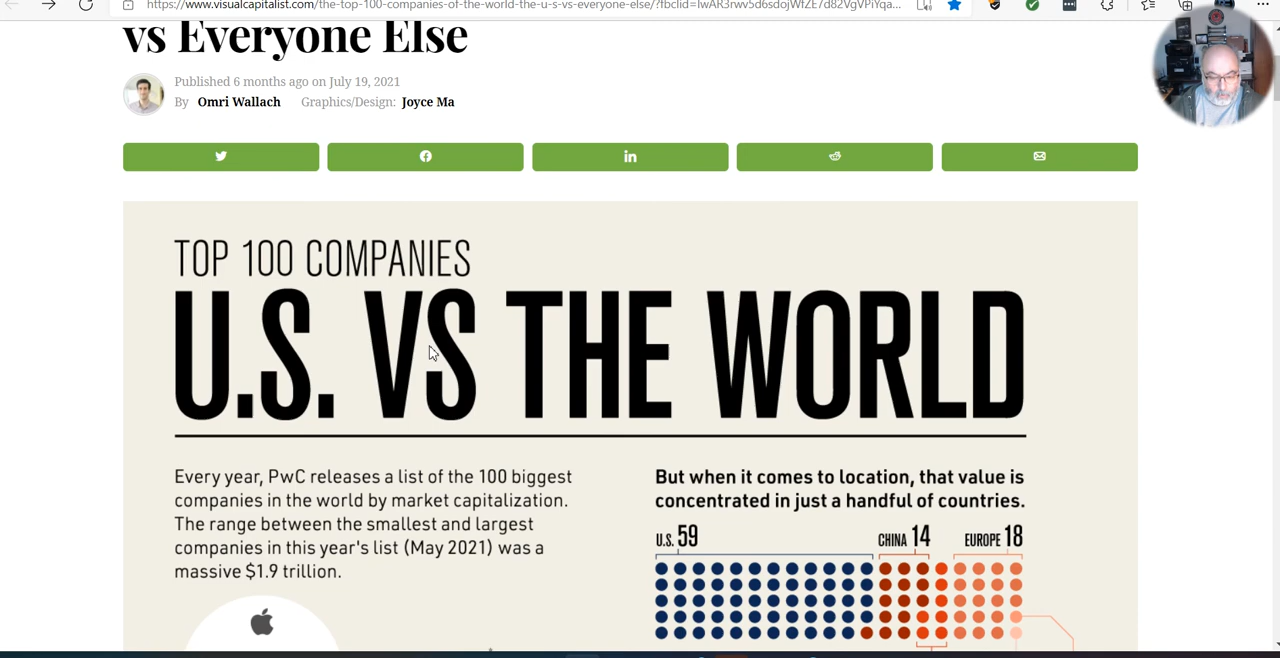 https://www.visualcapitalist.com/the-top-100-companies-of-the-world-the-u-s-vs-everyone-else/?fbclid=IwAR3rwv5d6sdojWfZE7d82VgVPiYqa...
vs Everyone Else
Published 6 months ago on July 19, 2021
By Omri Wallach Graphics/Design: Joyce Ma
TOP 100 COMPANIES
U.S. VS THE WORLD
Every year, PwC releases a list of the 100 biggest
companies in the world by market capitalization.
The range between the smallest and largest
companies in this year's list (May 2021) was a
massive $1.9 trillion.
But when it comes to location, that value is
concentrated in just a handful of countries.
U.S. 59
CHINA 14
EUROPE 18